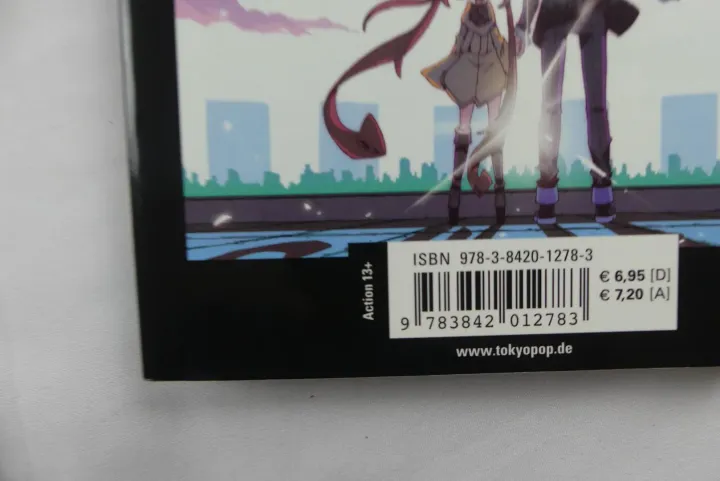 ISBN 978-3-8420-1278-3
€ 6,95 [D]
€ 7,20 [A]
9 783842 012783
Action 13+
www.tokyopop.de